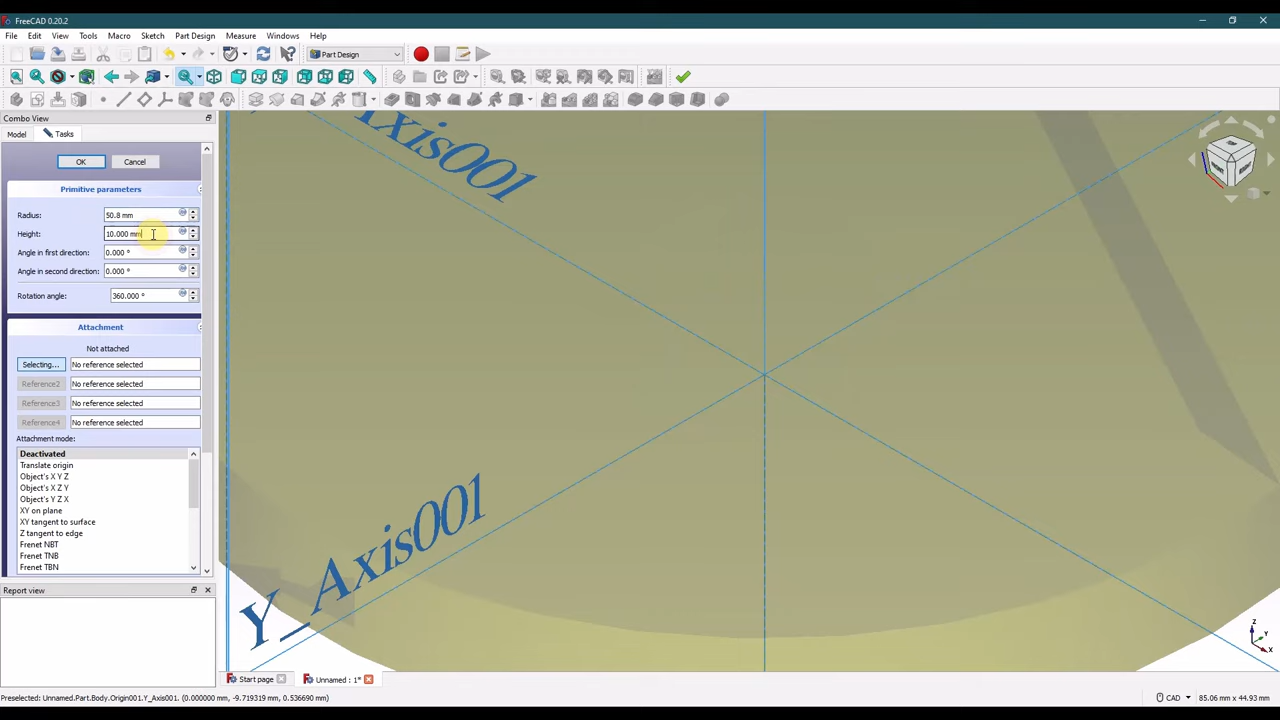 FreeCAD 0.20.2
File Edit View Tools Macro Sketch Part Design Measure Windows Help
Part Design
Combo View
Model Tasks
OK Cancel
Primitive parameters
Radius: 50.8 mm
Height: 10.000 mm
Angle in first direction: 0.000 °
Angle in second direction: 0.000 °
Rotation angle: 360.000 °
Attachment
Not attached
Selecting... No reference selected
Reference2 No reference selected
Reference3 No reference selected
Reference4 No reference selected
Attachment mode:
Deactivated
Translate origin
Object's X Y Z
Object's X Z Y
Object's Y Z X
XY on plane
XY tangent to surface
Z tangent to edge
Frenet NBT
Frenet TNB
Frenet TBN
Report view
Axis001
Y_Axis001
Z
Y
X
Start page Unnamed : 1*
Preselected: Unnamed.Part.Body.Origin001.Y_Axis001. (0.000000 mm, -9.719319 mm, 0.536690 mm) CAD 85.06 mm x 44.93 mm